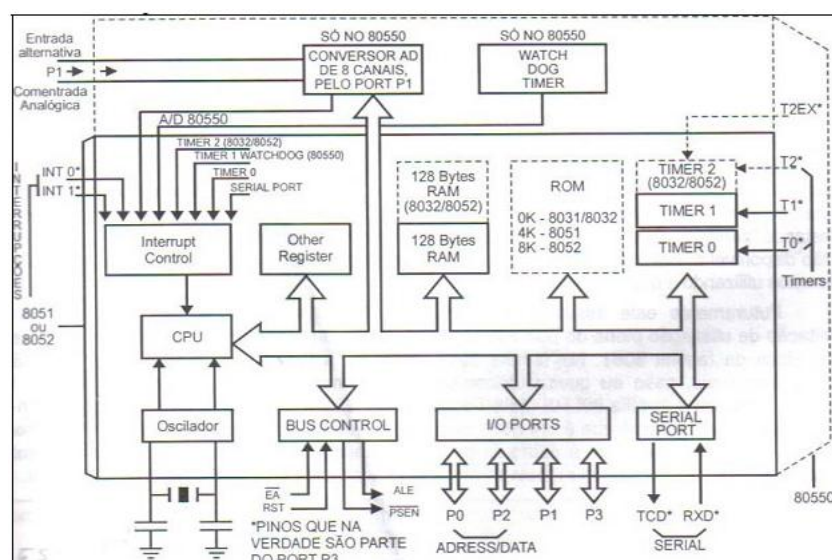 SÓ NO 80550
SÓ NO 80550
Entrada
alternativa
P1
Comentrada
Analógica
CONVERSOR AD
DE 8 CANAIS,
PELO PORT P1
WATCH
DOG
TIMER
A/D 80550
T2EX*
TIMER 2 (8032/8052)
TIMER 1 WATCHDOG (80550)
TIMER 0
SERIAL PORT
INTERRUPÇÕES
INT 0*
INT 1*
Interrupt
Control
Other
Register
128 Bytes
RAM
(8032/8052)
128 Bytes
RAM
ROM
0K - 8031/8032
4K - 8051
8K - 8052
TIMER 2
(8032/8052)
TIMER 1
TIMER 0
T2*
T1*
T0*
Timers
8051
ou
8052
CPU
Oscilador
BUS CONTROL
I/O PORTS
SERIAL
PORT
EA
RST
ALE
PSEN
P0
P2
P1
P3
TCD*
RXD*
80550
*PINOS QUE NA
VERDADE SÃO PARTE
DO PORT P3
ADRESS/DATA
SERIAL